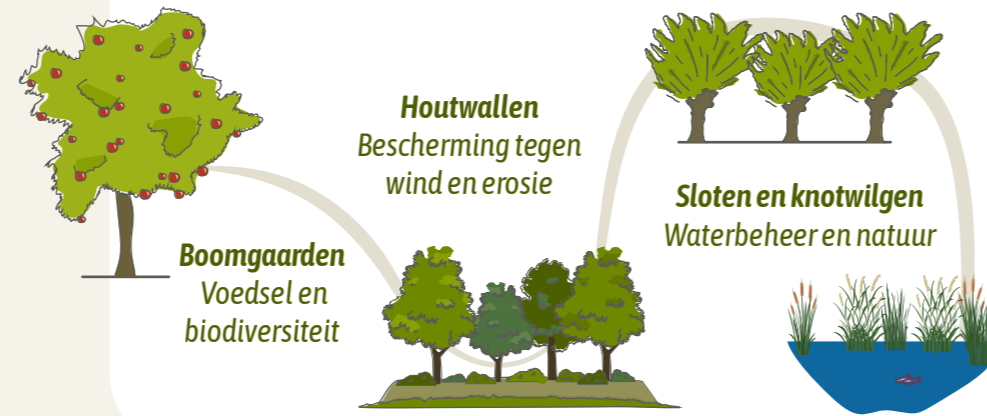 Boomgaarden
Voedsel en
biodiversiteit
Houtwallen
Bescherming tegen
wind en erosie
Sloten en knotwilgen
Waterbeheer en natuur